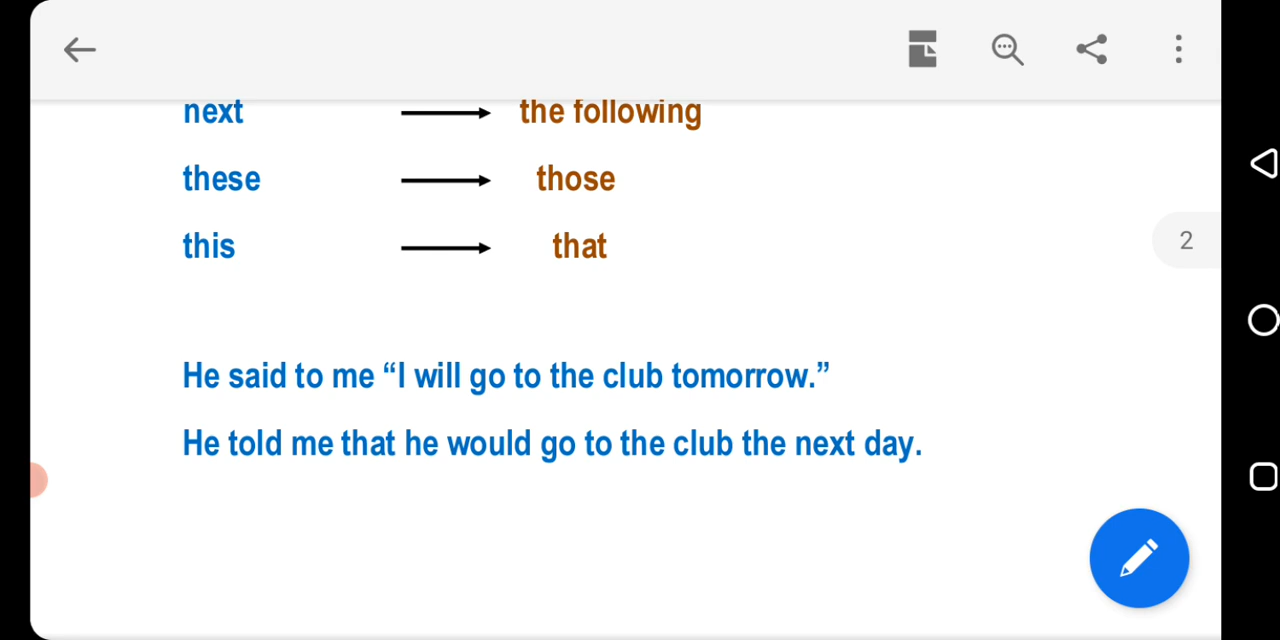 next → the following
these → those
this → that
2
He said to me “I will go to the club tomorrow.”
He told me that he would go to the club the next day.